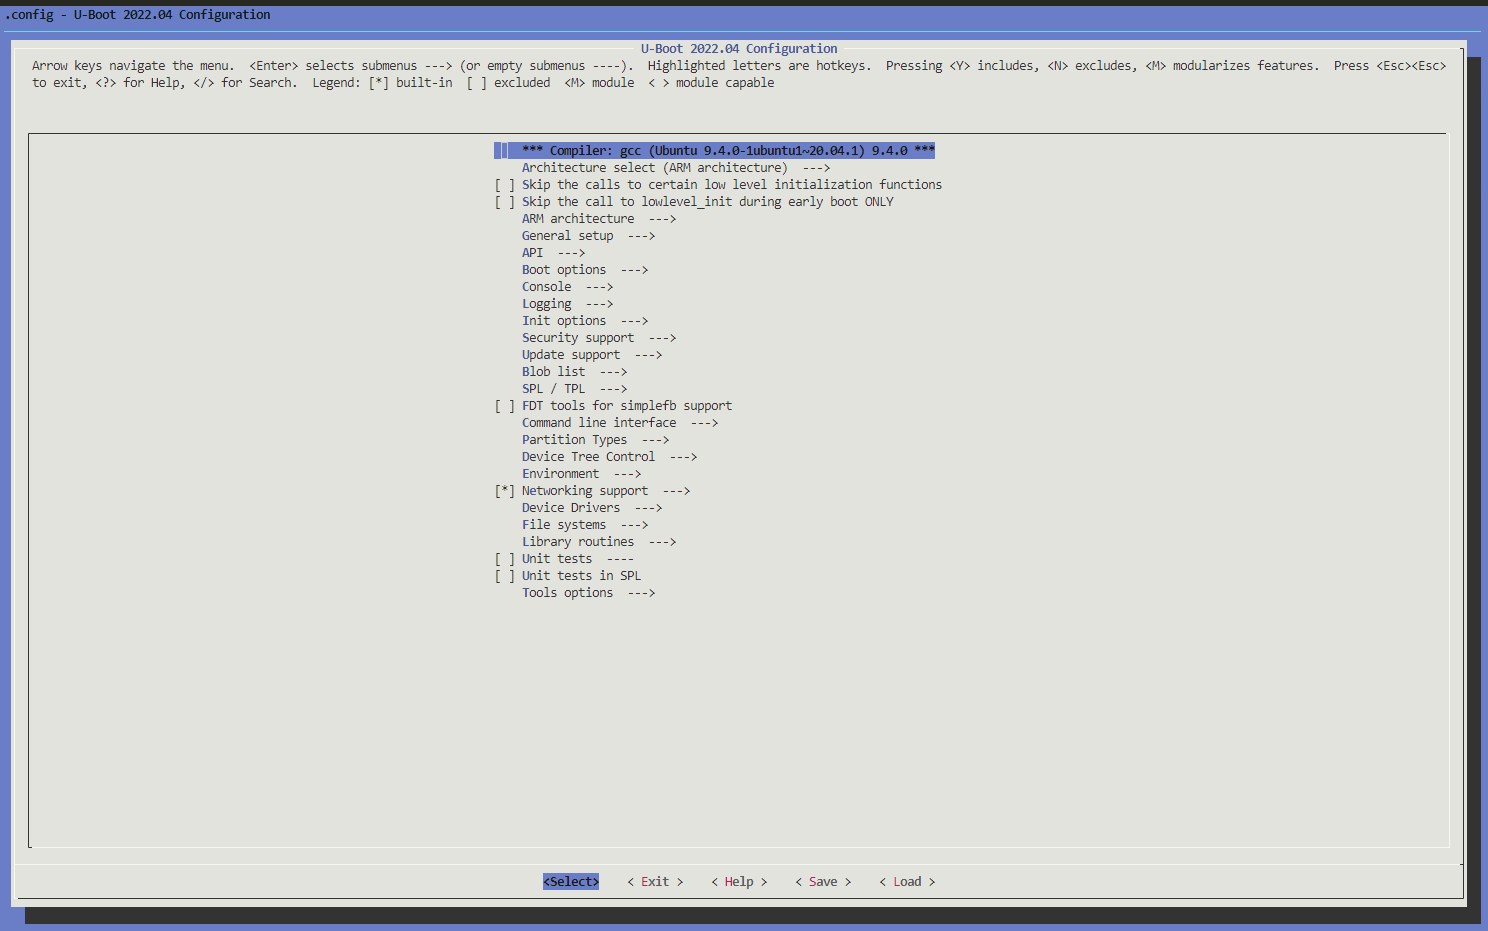 .config - U-Boot 2022.04 Configuration
U-Boot 2022.04 Configuration
Arrow keys navigate the menu.  <Enter> selects submenus ---> (or empty submenus ----).  Highlighted letters are hotkeys.  Pressing <Y> includes, <N> excludes, <M> modularizes features.  Press <Esc><Esc>
to exit, <?> for Help, </> for Search.  Legend: [*] built-in  [ ] excluded  <M> module  < > module capable
*** Compiler: gcc (Ubuntu 9.4.0-1ubuntu1~20.04.1) 9.4.0 ***
Architecture select (ARM architecture)  --->
[ ] Skip the calls to certain low level initialization functions
[ ] Skip the call to lowlevel_init during early boot ONLY
ARM architecture  --->
General setup  --->
API  --->
Boot options  --->
Console  --->
Logging  --->
Init options  --->
Security support  --->
Update support  --->
Blob list  --->
SPL / TPL  --->
[ ] FDT tools for simplefb support
Command line interface  --->
Partition Types  --->
Device Tree Control  --->
Environment  --->
[*] Networking support  --->
Device Drivers  --->
File systems  --->
Library routines  --->
[ ] Unit tests  ----
[ ] Unit tests in SPL
Tools options  --->
<Select>    < Exit >    < Help >    < Save >    < Load >